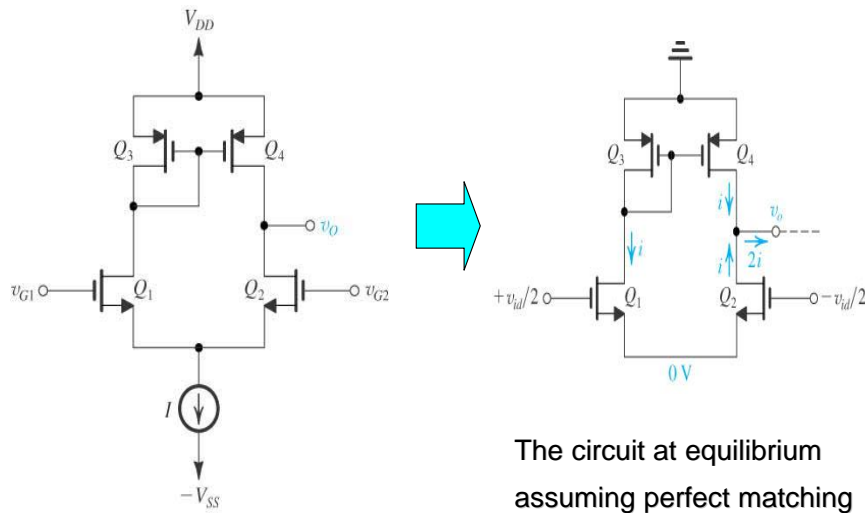 V_DD
Q_3
Q_4
v_O
v_G1
Q_1
Q_2
v_G2
I
−V_SS
Q_3
Q_4
i
v_o
i
i
2i
+v_id/2
Q_1
Q_2
−v_id/2
0 V
The circuit at equilibrium
assuming perfect matching